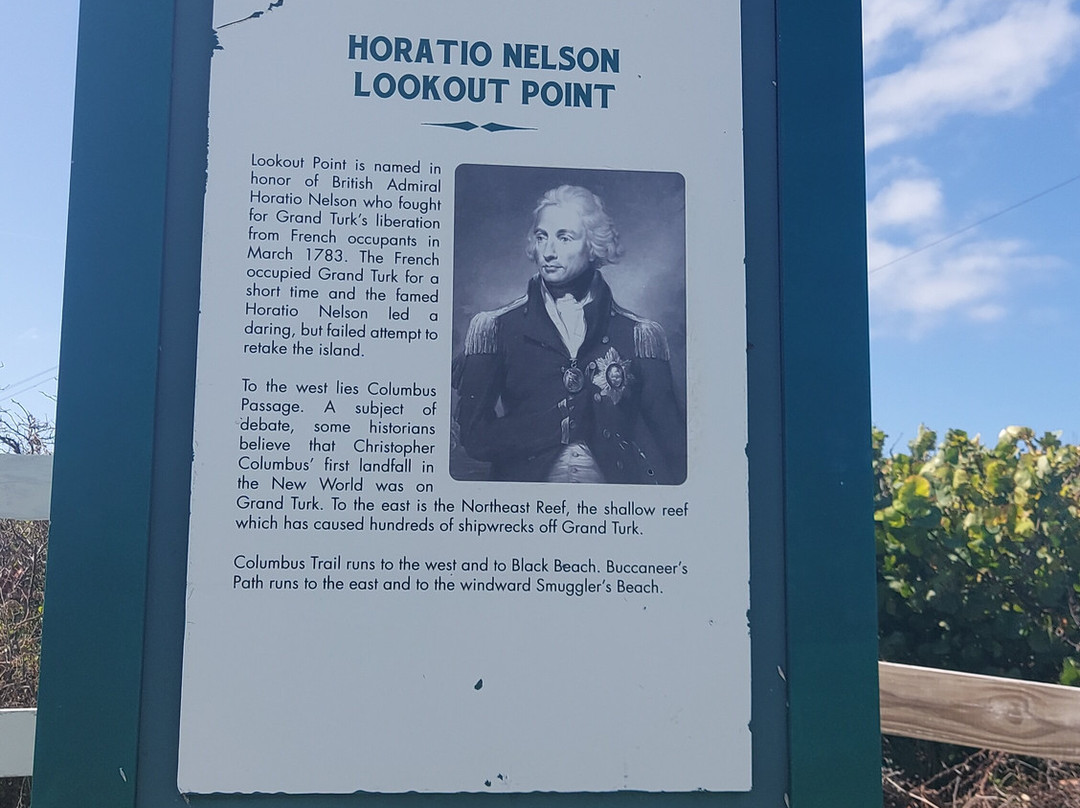 HORATIO NELSON
LOOKOUT POINT
Lookout Point is named in
honor of British Admiral
Horatio Nelson who fought
for Grand Turk's liberation
from French occupants in
March 1783. The French
occupied Grand Turk for a
short time and the famed
Horatio Nelson led a
daring, but failed attempt to
retake the island.
To the west lies Columbus
Passage. A subject of
debate, some historians
believe that Christopher
Columbus' first landfall in
the New World was on
Grand Turk. To the east is the Northeast Reef, the shallow reef
which has caused hundreds of shipwrecks off Grand Turk.
Columbus Trail runs to the west and to Black Beach. Buccaneer's
Path runs to the east and to the windward Smuggler's Beach.